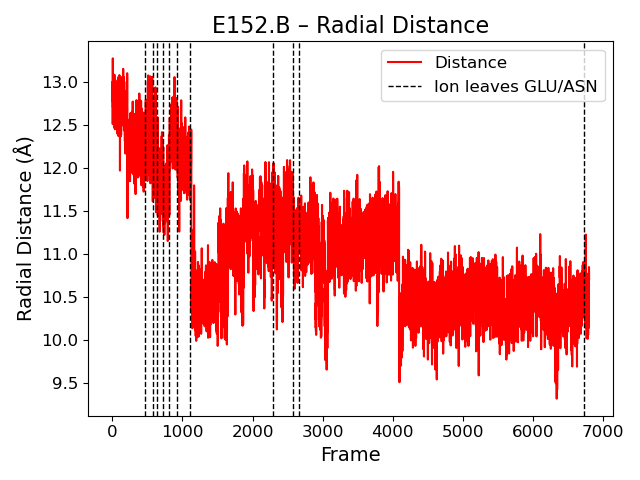 E152.B – Radial Distance
Distance
Ion leaves GLU/ASN
Radial Distance (Å)
13.0
12.5
12.0
11.5
11.0
10.5
10.0
9.5
0 1000 2000 3000 4000 5000 6000 7000
Frame